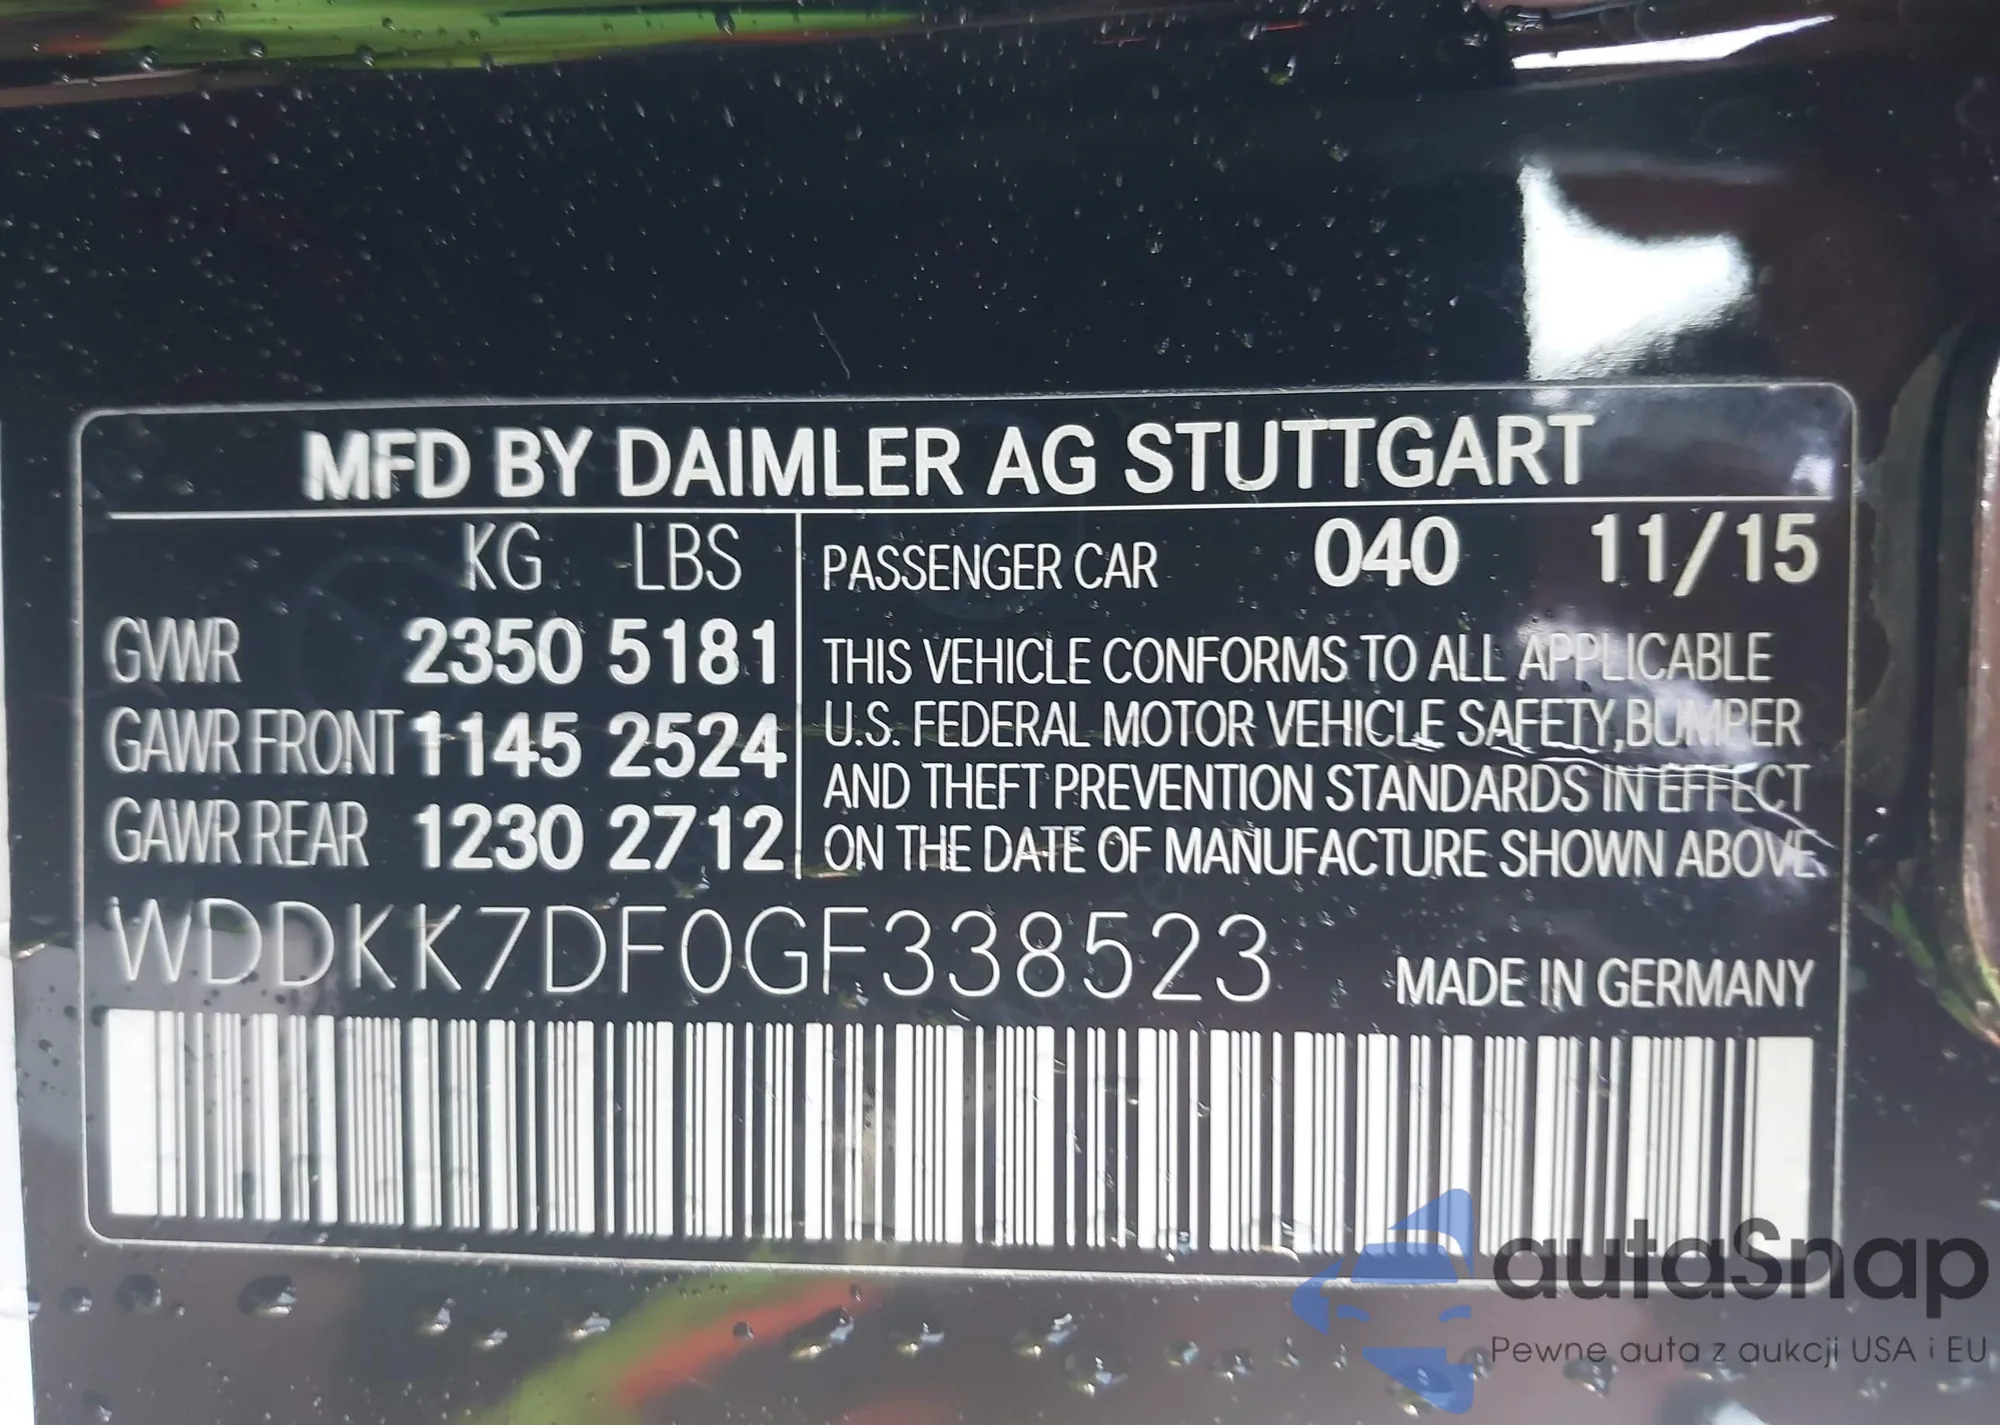 MFD BY DAIMLER AG STUTTGART
KG LBS
GVWR 2350 5181
GAWR FRONT 1145 2524
GAWR REAR 1230 2712
PASSENGER CAR 040 11/15
THIS VEHICLE CONFORMS TO ALL APPLICABLE
U.S. FEDERAL MOTOR VEHICLE SAFETY,BUMPER
AND THEFT PREVENTION STANDARDS IN EFFECT
ON THE DATE OF MANUFACTURE SHOWN ABOVE.
WDDKK7DF0GF338523
MADE IN GERMANY
autaSnap
Pewne auta z aukcji USA i EU